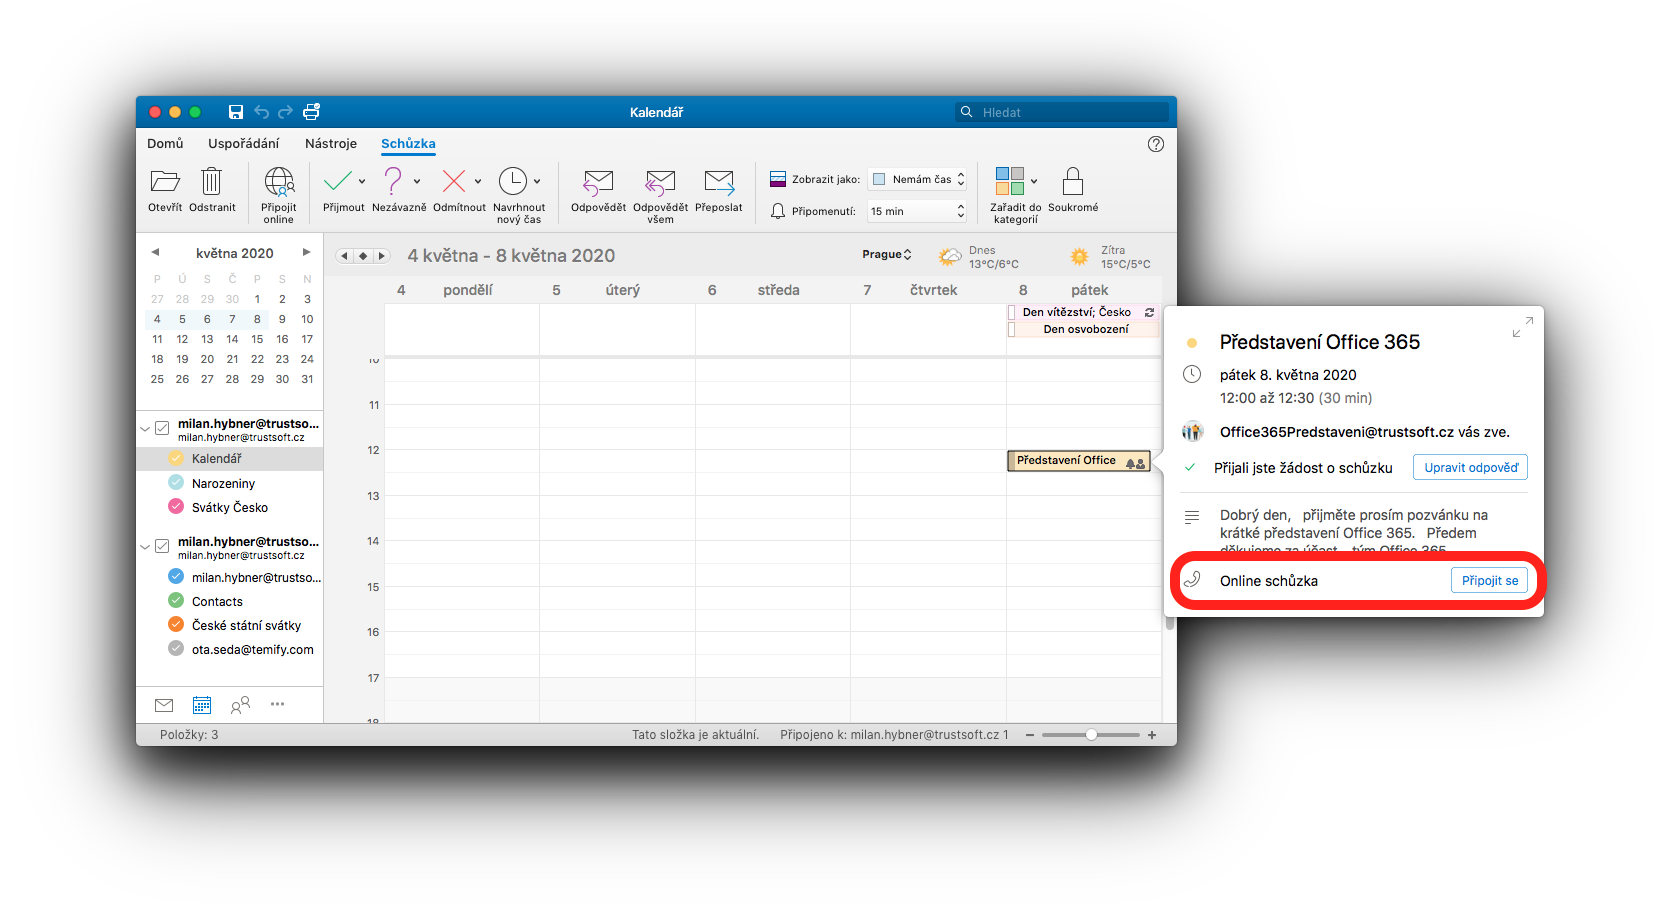 Kalendář
Hledat
Domů Uspořádání Nástroje Schůzka
Otevřít Odstranit
Připojit
online
Přijmout Nezávazně Odmítnout
Navrhnout
nový čas
Odpovědět
Odpovědět
všem
Přeposlat
Zobrazit jako: Nemám čas
Připomenutí: 15 min
Zařadit do
kategorií
Soukromé
května 2020
P Ú S Č P S N
27 28 29 30 1 2 3
4 5 6 7 8 9 10
11 12 13 14 15 16 17
18 19 20 21 22 23 24
25 26 27 28 29 30 31
milan.hybner@trustso...
milan.hybner@trustsoft.cz
Kalendář
Narozeniny
Svátky Česko
milan.hybner@trustso...
milan.hybner@trustsoft.cz
milan.hybner@trustso...
Contacts
České státní svátky
ota.seda@temify.com
4 května - 8 května 2020
Prague
Dnes
13°C/6°C
Zítra
15°C/5°C
4 pondělí 5 úterý 6 středa 7 čtvrtek 8 pátek
Den vítězství; Česko
Den osvobození
10
11
12
Představení Office
13
14
15
16
17
18
Představení Office 365
pátek 8. května 2020
12:00 až 12:30 (30 min)
Office365Predstaveni@trustsoft.cz vás zve.
Přijali jste žádost o schůzku Upravit odpověď
Dobrý den, přijměte prosím pozvánku na
krátké představení Office 365. Předem
děkujeme za účast tým Office 365
Online schůzka Připojit se
Položky: 3
Tato složka je aktuální. Připojeno k: milan.hybner@trustsoft.cz 1